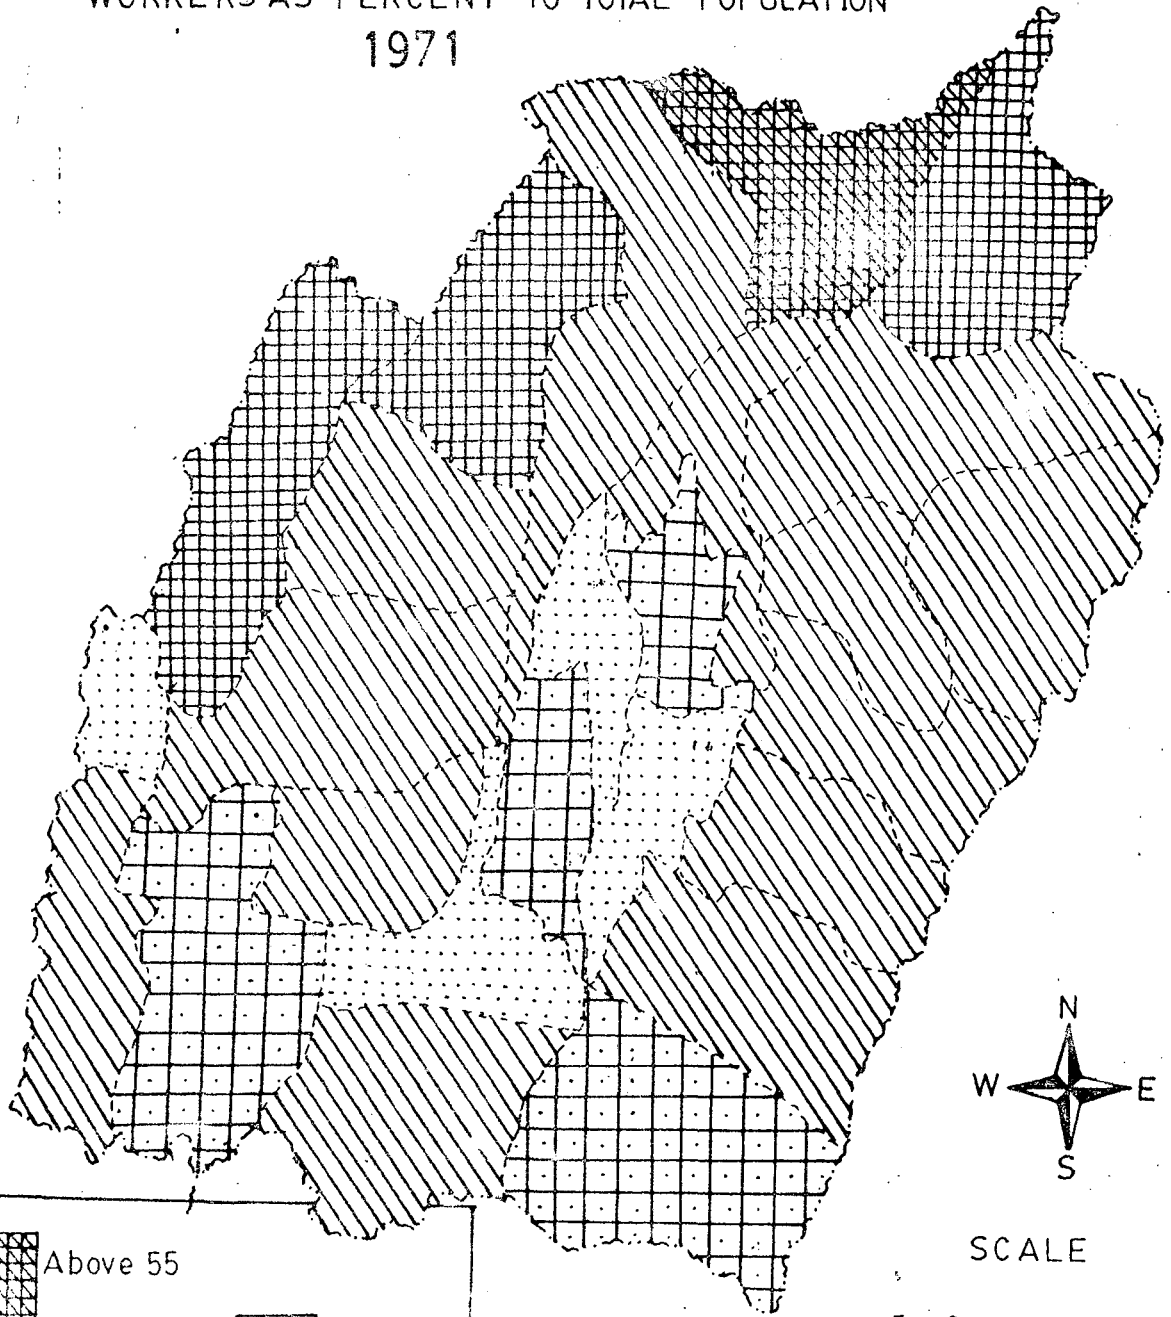 WORKERS AS PERCENT TO TOTAL POPULATION
1971
N
W E
S
SCALE
Above 55